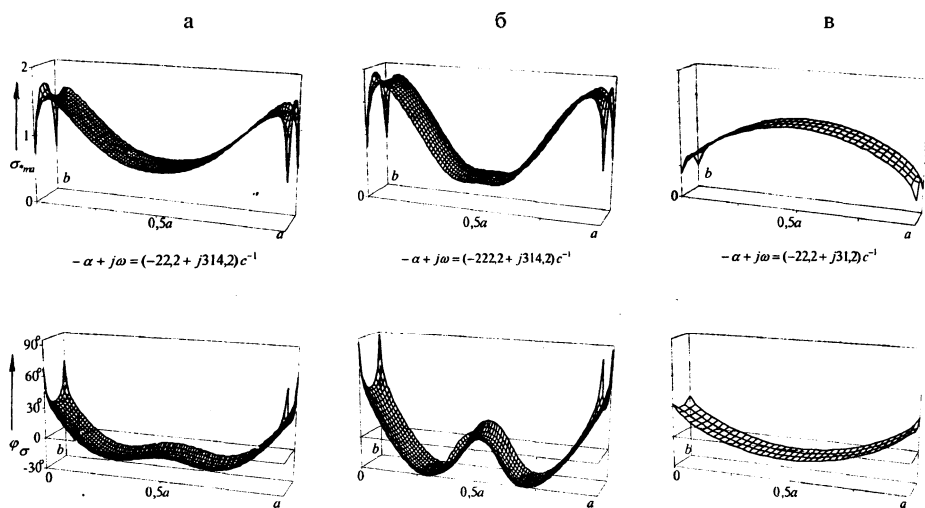 а б в
2
1
σ*mu
b
0
0,5a
a
b
0
0,5a
a
b
0
0,5a
a
− α + jω = (−22,2 + j314,2) c⁻¹
− α + jω = (−222,2 + j314,2) c⁻¹
− α + jω = (−22,2 + j31,2) c⁻¹
90°
60°
30°
0
φσ
-30°
b
0
0,5a
a
b
0
0,5a
a
b
0
0,5a
a